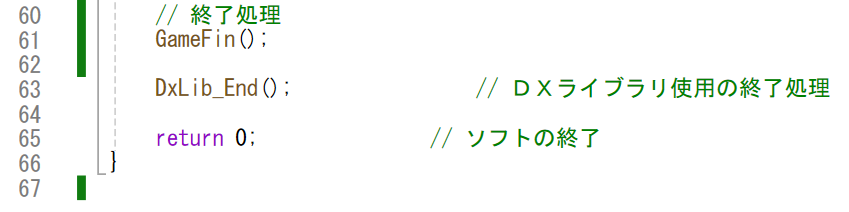 60 // 終了処理
61 GameFin();
62
63 DxLib_End(); // ＤＸライブラリ使用の終了処理
64
65 return 0; // ソフトの終了
66 }
67